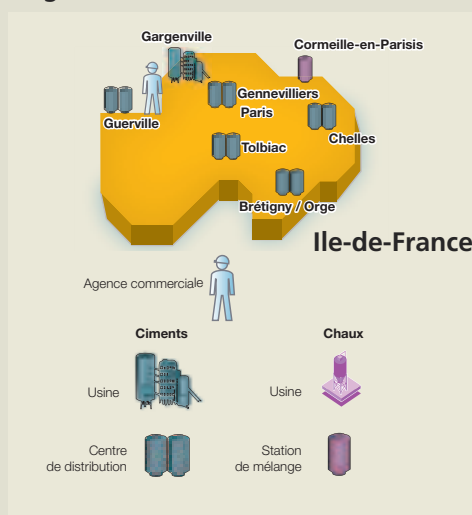 Gargenville
Cormeille-en-Parisis
Gennevilliers
Paris
Guerville
Chelles
Tolbiac
Brétigny / Orge
Ile-de-France
Agence commerciale
Ciments
Chaux
Usine
Usine
Centre
de distribution
Station
de mélange